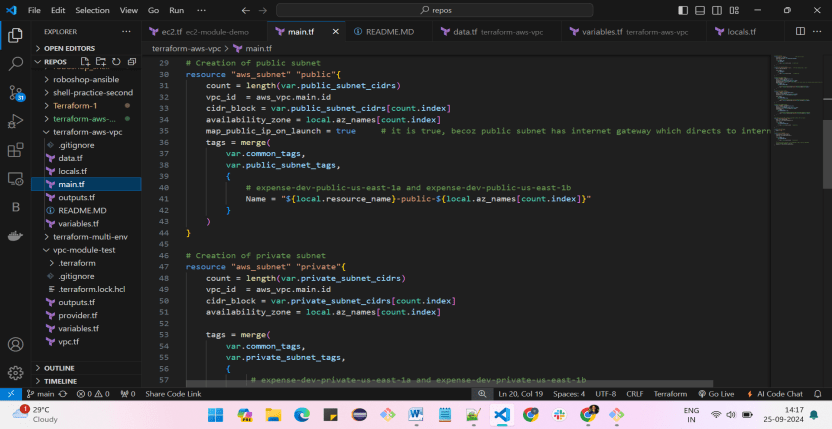 File Edit Selection View Go Run ... repos
EXPLORER ...
OPEN EDITORS
REPOS
roboshop-ansible
shell-practice-second
Terraform-1
terraform-aws-...
terraform-aws-vpc
.gitignore
data.tf
locals.tf
main.tf
outputs.tf
README.MD
variables.tf
terraform-multi-env
vpc-module-test
.terraform
.gitignore
.terraform.lock.hcl
outputs.tf
provider.tf
variables.tf
vpc.tf
OUTLINE
TIMELINE
31
ec2.tf ec2-module-demo main.tf README.MD data.tf terraform-aws-vpc variables.tf terraform-aws-vpc locals.tf
terraform-aws-vpc > main.tf
29 # Creation of public subnet
30 resource "aws_subnet" "public"{
31 count = length(var.public_subnet_cidrs)
32 vpc_id = aws_vpc.main.id
33 cidr_block = var.public_subnet_cidrs[count.index]
34 availability_zone = local.az_names[count.index]
35 map_public_ip_on_launch = true # it is true, becoz public subnet has internet gateway which directs to intern
36 tags = merge(
37 var.common_tags,
38 var.public_subnet_tags,
39 {
40 # expense-dev-public-us-east-1a and expense-dev-public-us-east-1b
41 Name = "${local.resource_name}-public-${local.az_names[count.index]}"
42 }
43 )
44 }
45
46 # Creation of private subnet
47 resource "aws_subnet" "private"{
48 count = length(var.private_subnet_cidrs)
49 vpc_id = aws_vpc.main.id
50 cidr_block = var.private_subnet_cidrs[count.index]
51 availability_zone = local.az_names[count.index]
52
53 tags = merge(
54 var.common_tags,
55 var.private_subnet_tags,
56 {
57 # expense-dev-private-us-east-1a and expense-dev-private-us-east-1b
main 0 0 0 Share Code Link Ln 20, Col 19 Spaces: 4 UTF-8 CRLF Terraform Go Live AI Code Chat
1 29°C
Cloudy
ENG
IN
14:17
25-09-2024